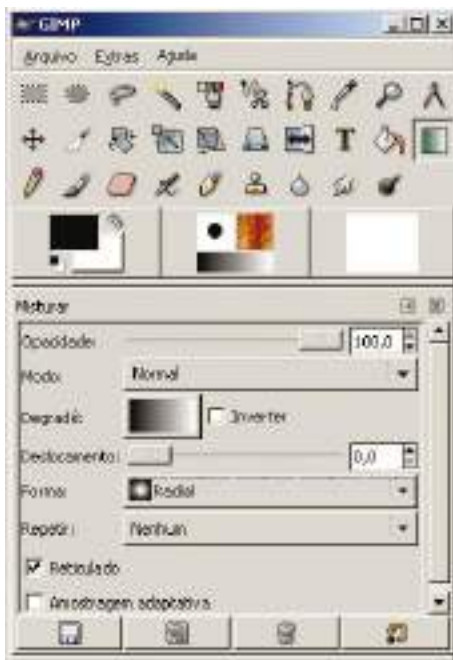 GIMP
Arquivo Extras Ajuda
Misturar
Opacidade: 100,0
Modo: Normal
Degradê: Inverter
Deslocamento: 0,0
Forma: Radial
Repetir: Nenhum
Reticulado
Amostragem adaptativa